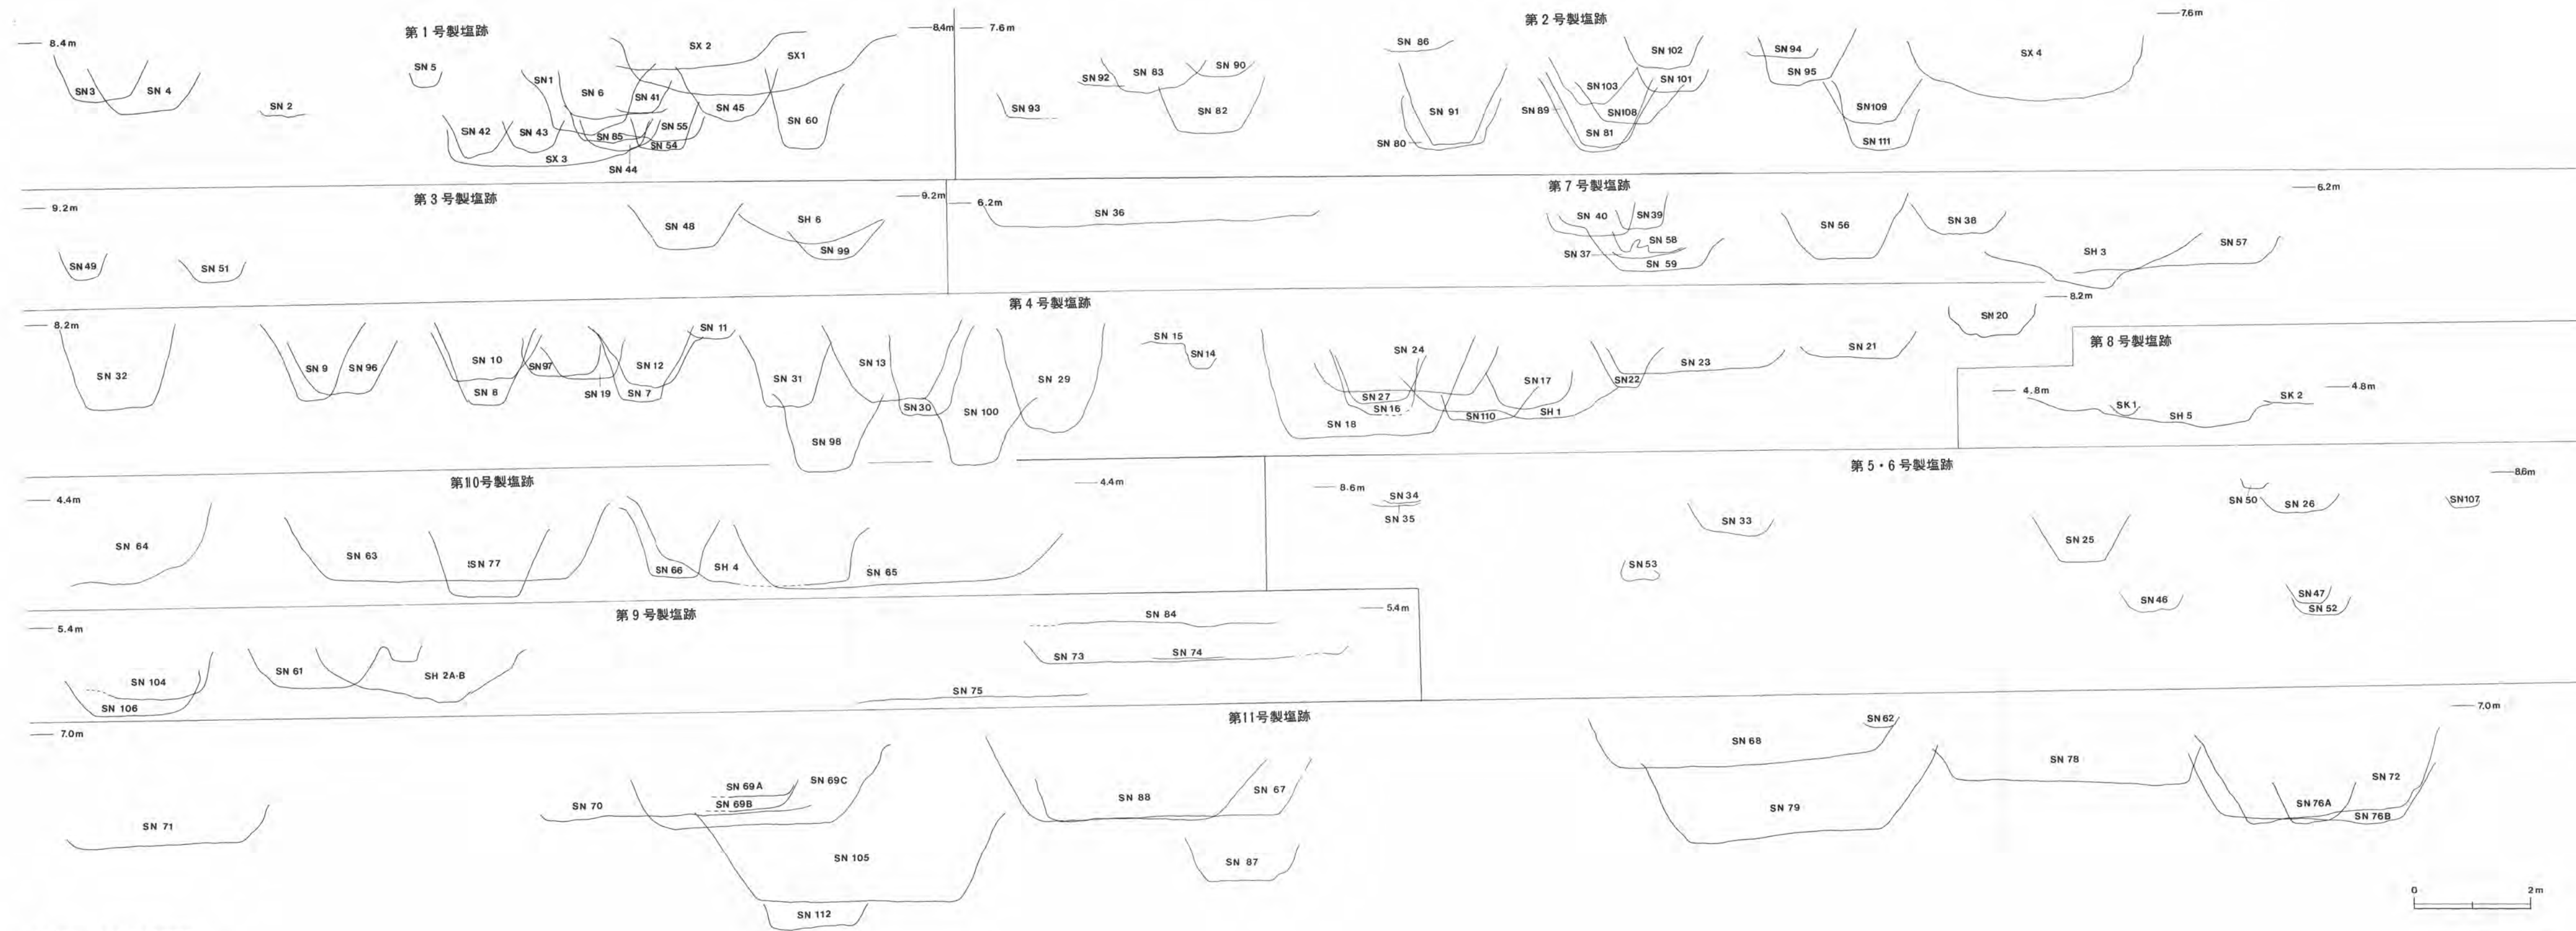 第1号製塩跡
8.4m
8.4m
SN3
SN 4
SN 2
SN 5
SN1
SN 6
SX 2
SX1
SN 41
SN 45
SN 60
SN 42
SN 43
SN 85
SN 55
SN 54
SX 3
SN 44
第2号製塩跡
7.6m
7.6m
SN 92
SN 83
SN 90
SN 93
SN 82
SN 86
SN 91
SN 80
SN 102
SN103
SN 101
SN 89
SN108
SN 81
SN 94
SN 95
SN109
SN 111
SX 4
第3号製塩跡
9.2m
9.2m
SN 49
SN 51
SN 48
SH 6
SN 99
第7号製塩跡
6.2m
6.2m
SN 36
SN 40
SN39
SN 58
SN 37
SN 59
SN 56
SN 38
SH 3
SN 57
第4号製塩跡
8.2m
8.2m
SN 32
SN 9
SN 96
SN 10
SN 8
SN97
SN 19
SN 12
SN 7
SN 11
SN 31
SN 13
SN 30
SN 98
SN 100
SN 29
SN 15
SN 14
SN 24
SN 27
SN 16
SN 18
SN110
SN 17
SH 1
SN22
SN 23
SN 21
SN 20
第8号製塩跡
4.8m
4.8m
SK 1
SH 5
SK 2
第10号製塩跡
4.4m
4.4m
SN 64
SN 63
SN 77
SN 66
SH 4
SN 65
第5・6号製塩跡
8.6m
8.6m
SN 34
SN 35
SN 33
SN 53
SN 25
SN 50
SN 26
SN107
SN 46
SN 47
SN 52
第9号製塩跡
5.4m
5.4m
SN 104
SN 106
SN 61
SH 2A・B
SN 84
SN 73
SN 74
SN 75
第11号製塩跡
7.0m
7.0m
SN 71
SN 70
SN 69A
SN 69B
SN 69C
SN 105
SN 112
SN 88
SN 67
SN 87
SN 68
SN 62
SN 79
SN 78
SN 72
SN 76A
SN 76B
0 2m